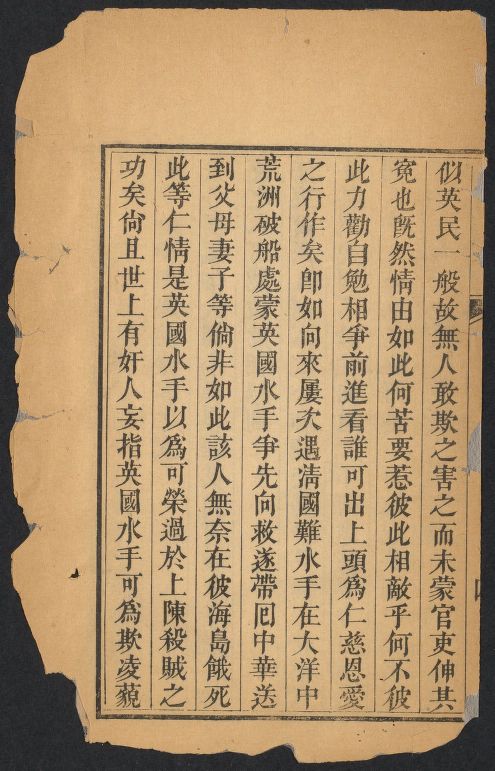 似英民一般故無人敢欺之害之而未蒙官吏伸其
寃也旣然情由如此何苦要惹彼此相敵乎何不彼
此力勸自勉相爭前進看誰可出上頭爲仁慈恩愛
之行作矣卽如向來屢次遇清國難水手在大洋中
荒洲破船處蒙英國水手爭先向救遂帶囘中華送
到父母妻子等倘非如此該人無奈在彼海島餓死
此等仁情是英國水手以爲可榮過於上陳殺賊之
功矣尙且世上有奸人妄指英國水手可爲欺凌藐